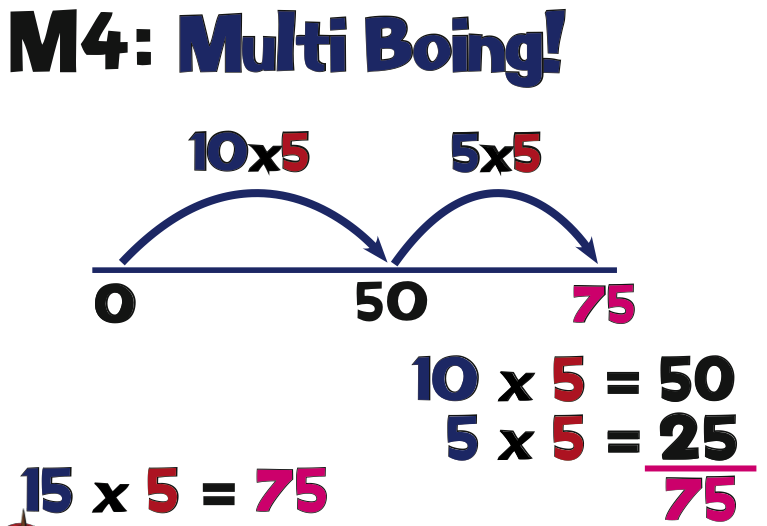 M4: Multi Boing!
10x5 5x5
0 50 75
10 x 5 = 50
5 x 5 = 25
75
15 x 5 = 75